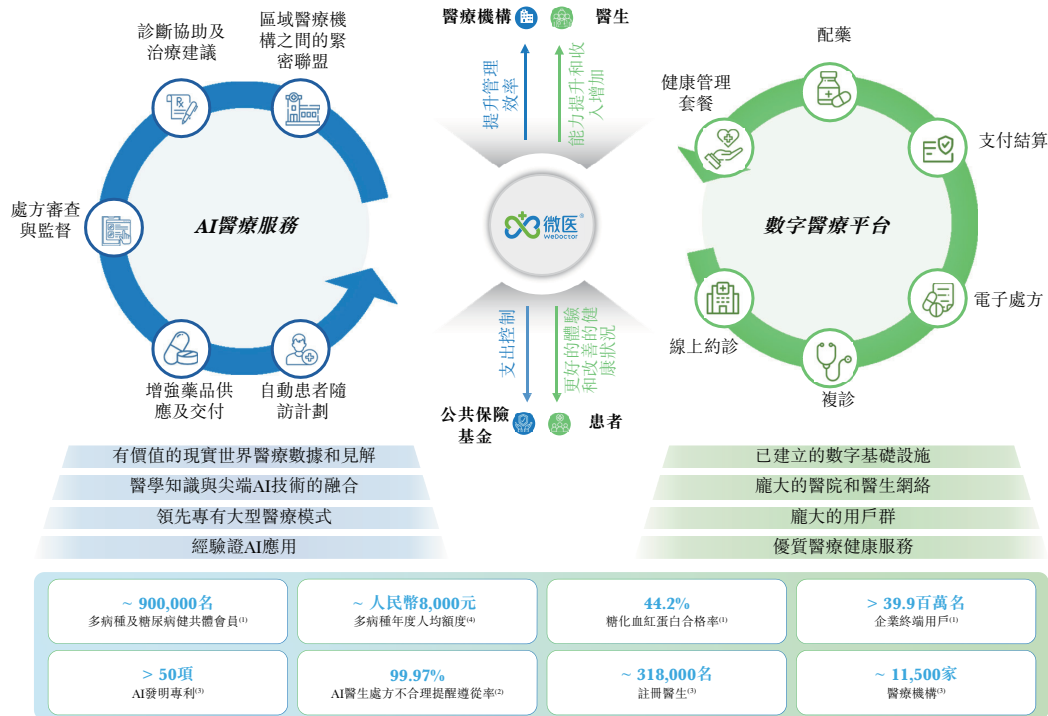 診斷協助及
治療建議
區域醫療機
構之間的緊
密聯盟
處方審查
與監督
AI醫療服務
增強藥品供
應及交付
自動患者隨
訪計劃
醫療機構
醫生
提升管理
效率
能力提升和收
入增加
微医®
WeDoctor
支出控制
更好的體驗
和改善的健
康狀況
公共保險
基金
患者
配藥
健康管理
套餐
支付結算
數字醫療平台
電子處方
線上約診
複診
有價值的現實世界醫療數據和見解
醫學知識與尖端AI技術的融合
領先專有大型醫療模式
經驗證AI應用
已建立的數字基礎設施
龐大的醫院和醫生網絡
龐大的用戶群
優質醫療健康服務
~ 900,000名
多病種及糖尿病健共體會員(1)
~ 人民幣8,000元
多病種年度人均額度(4)
44.2%
糖化血紅蛋白合格率(1)
> 39.9百萬名
企業終端用戶(1)
> 50項
AI發明專利(3)
99.97%
AI醫生處方不合理提醒遵從率(2)
~ 318,000名
註冊醫生(3)
~ 11,500家
醫療機構(3)